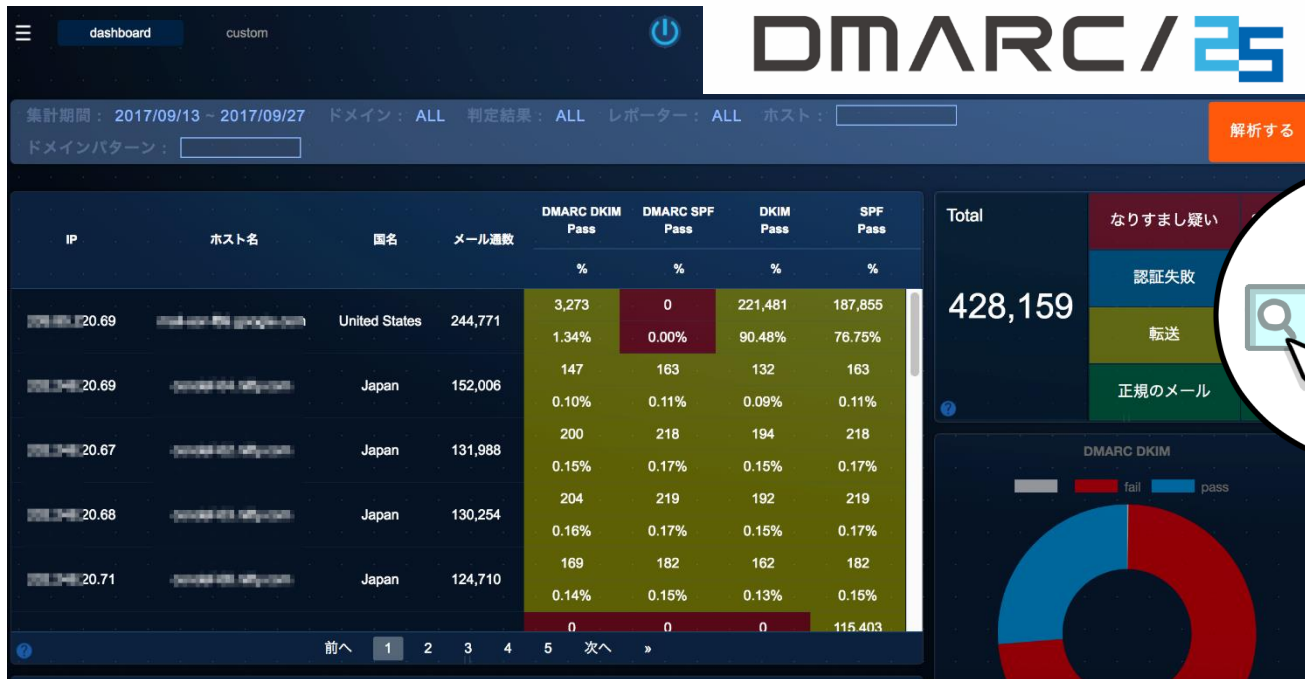 dashboard custom
DMARC/25
集計期間： 2017/09/13 ~ 2017/09/27 ドメイン： ALL 判定結果： ALL レポーター： ALL ホスト：
ドメインパターン：
解析する
IP ホスト名 国名 メール通数 DMARC DKIM Pass DMARC SPF Pass DKIM Pass SPF Pass
% % % %
20.69 United States 244,771 3,273 0 221,481 187,855
1.34% 0.00% 90.48% 76.75%
20.69 Japan 152,006 147 163 132 163
0.10% 0.11% 0.09% 0.11%
20.67 Japan 131,988 200 218 194 218
0.15% 0.17% 0.15% 0.17%
20.68 Japan 130,254 204 219 192 219
0.16% 0.17% 0.15% 0.17%
20.71 Japan 124,710 169 182 162 182
0.14% 0.15% 0.13% 0.15%
0 0 0 115,403
前へ 1 2 3 4 5 次へ »
Total
428,159
なりすまし疑い
認証失敗
転送
正規のメール
DMARC DKIM
fail pass